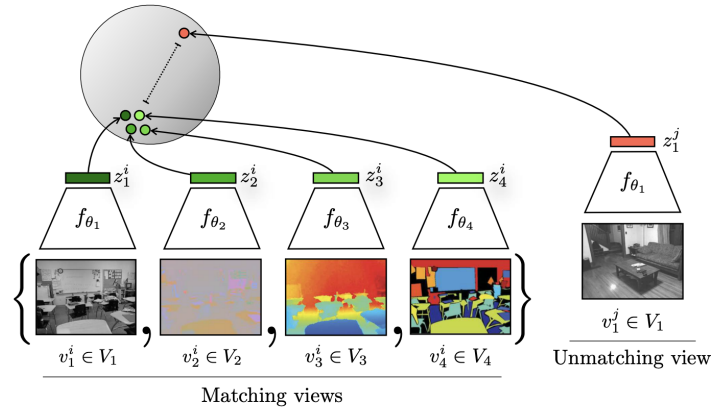 z_1^i
z_2^i
z_3^i
z_4^i
z_1^j
f_{θ_1}
f_{θ_2}
f_{θ_3}
f_{θ_4}
f_{θ_1}
{ , , , }
v_1^i ∈ V_1
v_2^i ∈ V_2
v_3^i ∈ V_3
v_4^i ∈ V_4
v_1^j ∈ V_1
Matching views
Unmatching view